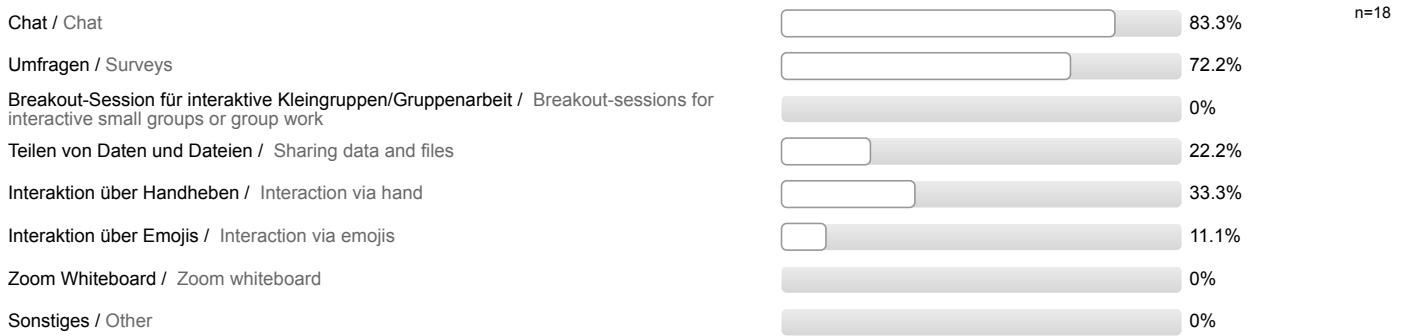 Chat / Chat 83.3% n=18
Umfragen / Surveys 72.2%
Breakout-Session für interaktive Kleingruppen/Gruppenarbeit / Breakout-sessions for
interactive small groups or group work 0%
Teilen von Daten und Dateien / Sharing data and files 22.2%
Interaktion über Handheben / Interaction via hand 33.3%
Interaktion über Emojis / Interaction via emojis 11.1%
Zoom Whiteboard / Zoom whiteboard 0%
Sonstiges / Other 0%